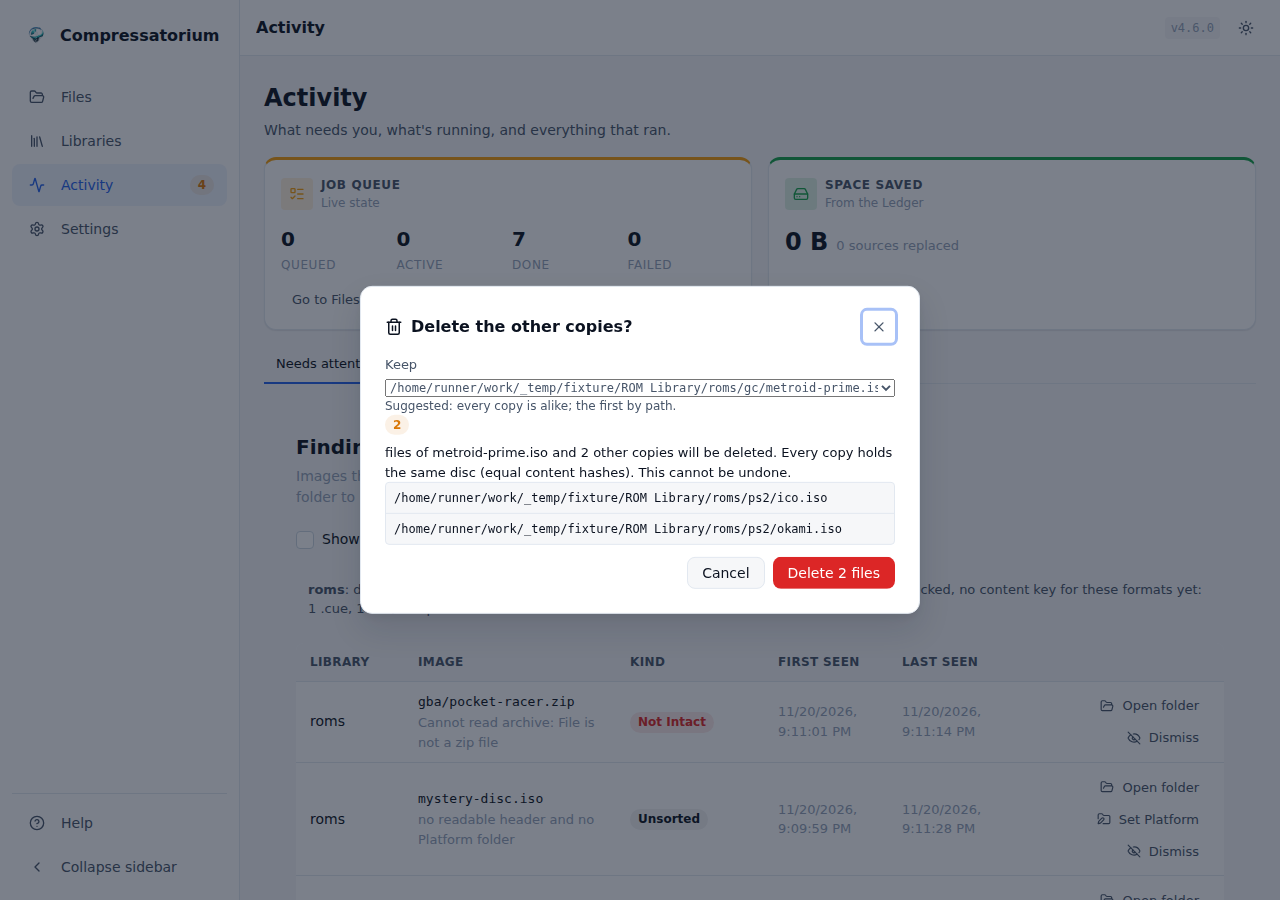 Compressatorium
Activity
v4.6.0
Files
Libraries
Activity
4
Settings
Help
Collapse sidebar
Activity
What needs you, what's running, and everything that ran.
JOB QUEUE
Live state
0
0
7
0
QUEUED
ACTIVE
DONE
FAILED
Go to Files
SPACE SAVED
From the Ledger
0 B 0 sources replaced
Needs
Show
roms:
cked, no content key for these formats yet:
1 .cue,
Delete the other copies?
Keep
/home/runner/work/_temp/fixture/ROM Library/roms/gc/metroid-prime.is
Suggested: every copy is alike; the first by path.
2
files of metroid-prime.iso and 2 other copies will be deleted. Every copy holds
the same disc (equal content hashes). This cannot be undone.
/home/runner/work/_temp/fixture/ROM Library/roms/ps2/ico.iso
/home/runner/work/_temp/fixture/ROM Library/roms/ps2/okami.iso
Cancel
Delete 2 files
LIBRARY
IMAGE
KIND
FIRST SEEN
LAST SEEN
roms
gba/pocket-racer.zip
Cannot read archive: File is
not a zip file
Not Intact
11/20/2026,
9:11:01 PM
11/20/2026,
9:11:14 PM
Open folder
Dismiss
roms
mystery-disc.iso
no readable header and no
Platform folder
Unsorted
11/20/2026,
9:09:59 PM
11/20/2026,
9:11:28 PM
Open folder
Set Platform
Dismiss